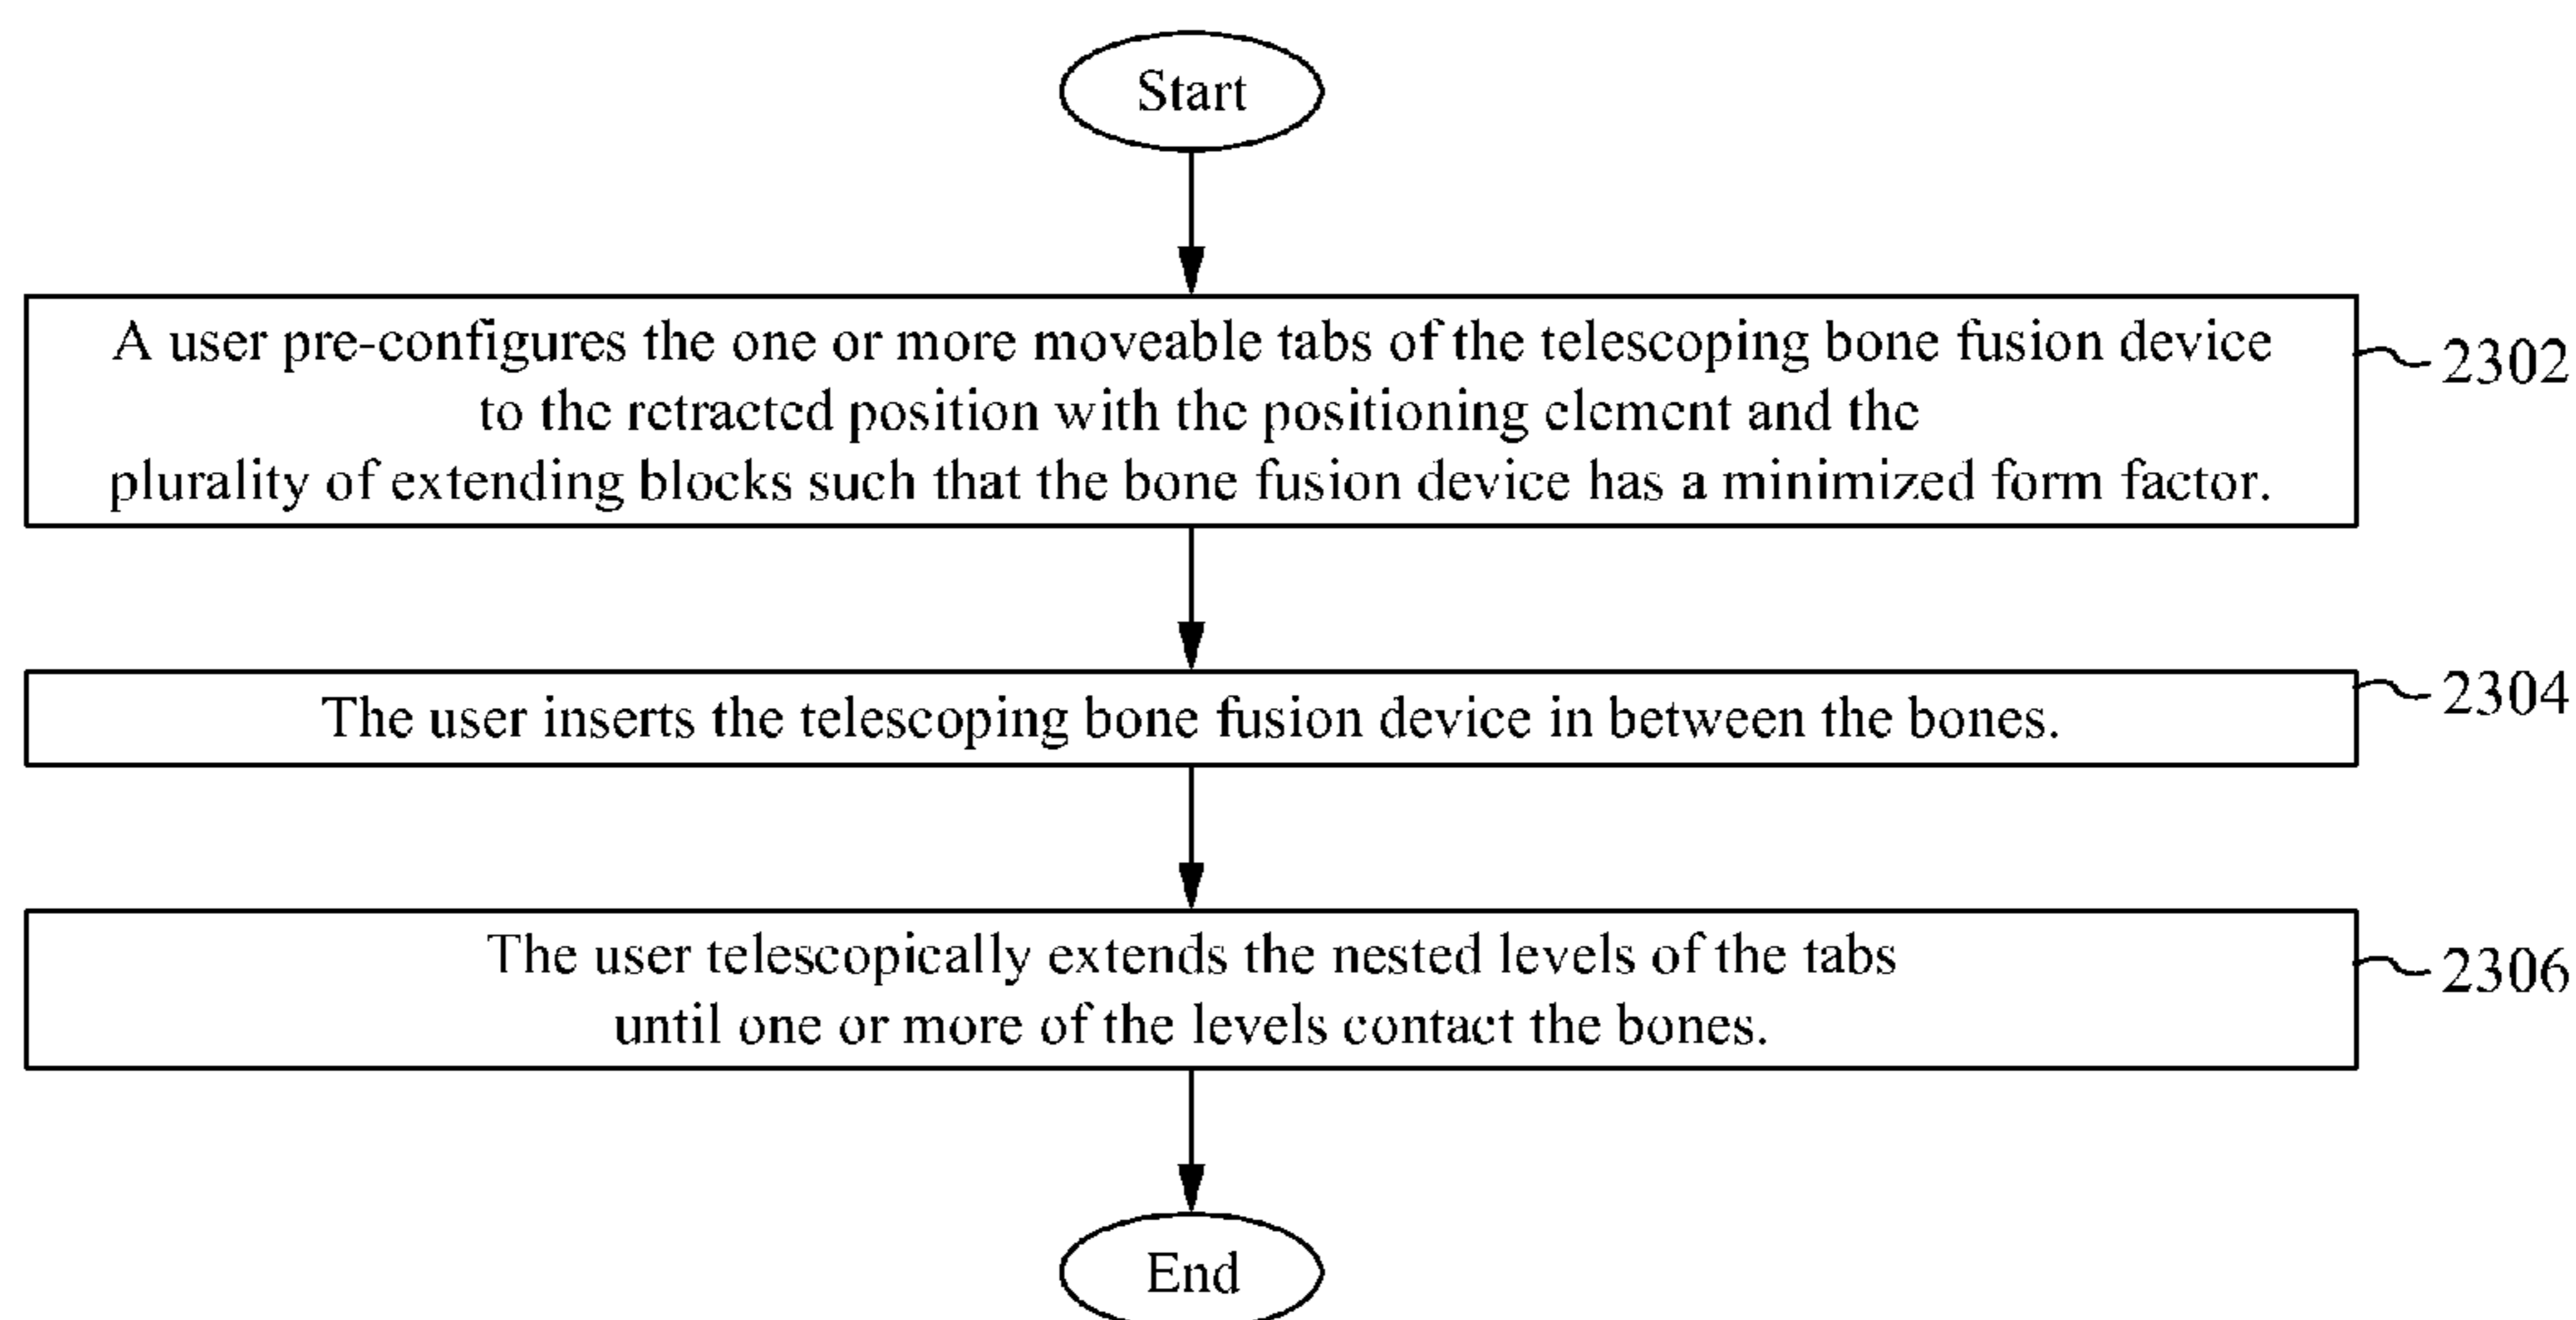 Start
A user pre-configures the one or more moveable tabs of the telescoping bone fusion device
to the retracted position with the positioning element and the
plurality of extending blocks such that the bone fusion device has a minimized form factor.
2302
The user inserts the telescoping bone fusion device in between the bones.
2304
The user telescopically extends the nested levels of the tabs
until one or more of the levels contact the bones.
2306
End